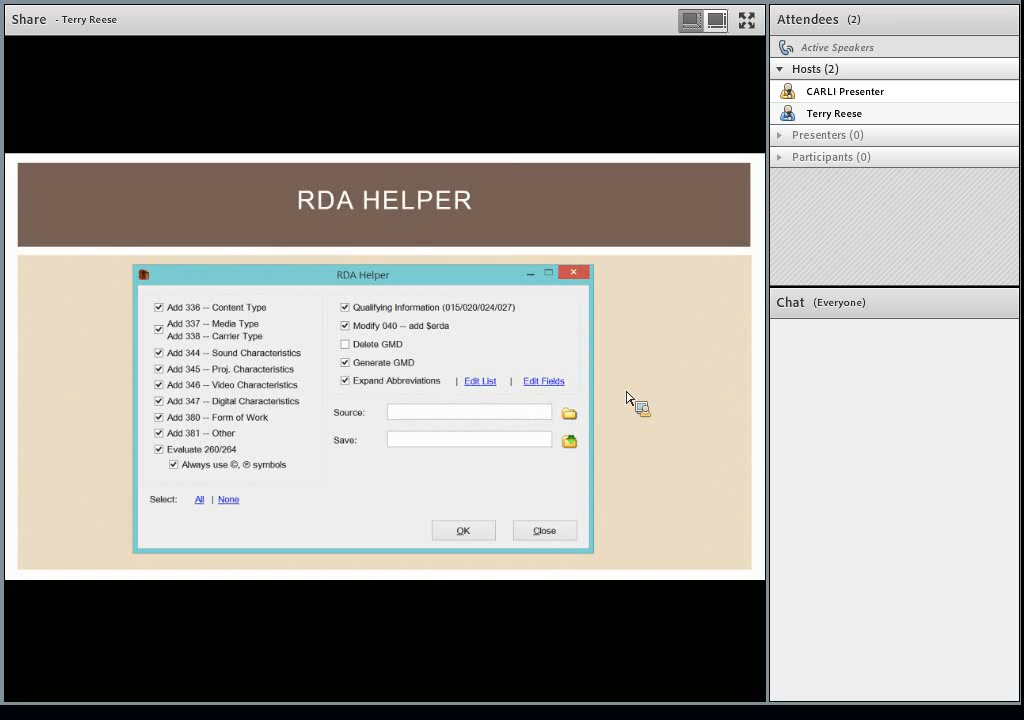 Share - Terry Reese
RDA HELPER
RDA Helper
Add 336 -- Content Type
Add 337 -- Media Type
Add 338 -- Carrier Type
Add 344 -- Sound Characteristics
Add 345 -- Proj. Characteristics
Add 346 -- Video Characteristics
Add 347 -- Digital Characteristics
Add 380 -- Form of Work
Add 381 -- Other
Evaluate 260/264
Always use ©, ℗ symbols
Select: All | None
Qualifying Information (015/020/024/027)
Modify 040 -- add $erda
Delete GMD
Generate GMD
Expand Abbreviations | Edit List | Edit Fields
Source:
Save:
OK Close
Attendees (2)
Active Speakers
Hosts (2)
CARLI Presenter
Terry Reese
Presenters (0)
Participants (0)
Chat (Everyone)